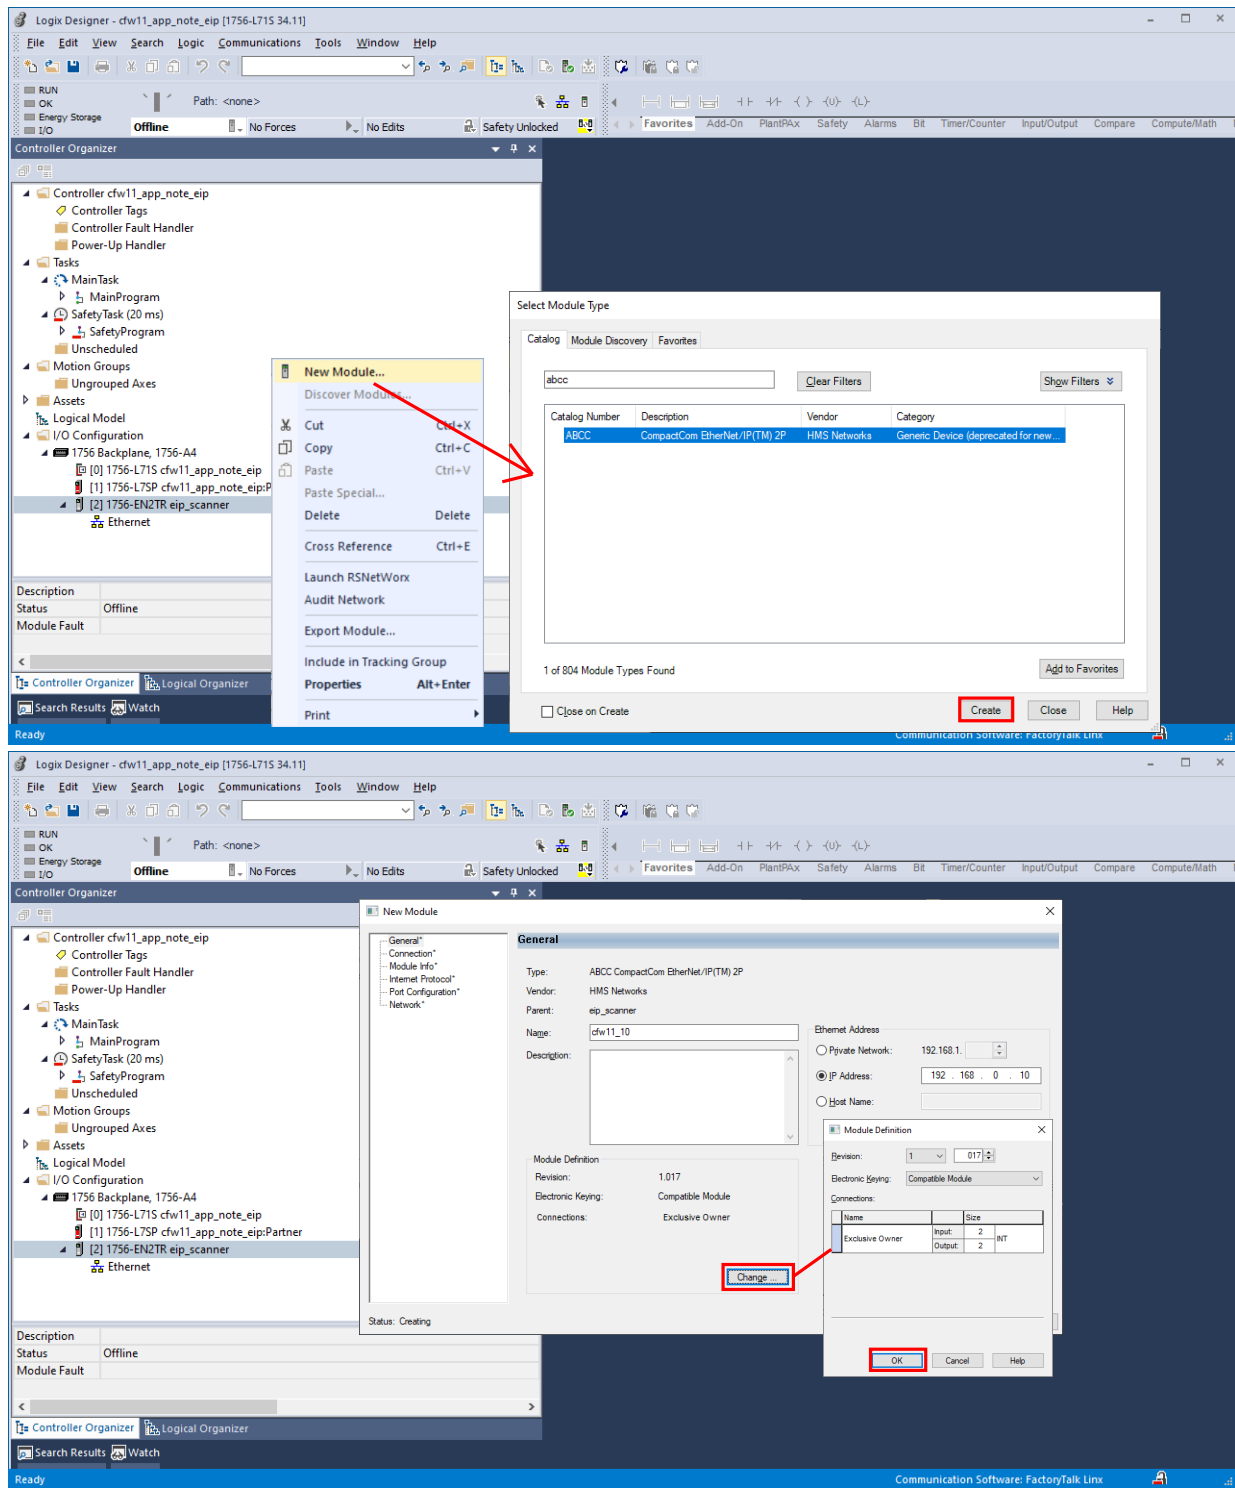 Logix Designer - cfw11_app_note_eip [1756-L71S 34.11]
File Edit View Search Logic Communications Tools Window Help
RUN
OK
Energy Storage
I/O
Path: <none>
Offline No Forces No Edits Safety Unlocked
Favorites Add-On PlantPAx Safety Alarms Bit Timer/Counter Input/Output Compare Compute/Math
Controller Organizer
Controller cfw11_app_note_eip
Controller Tags
Controller Fault Handler
Power-Up Handler
Tasks
MainTask
MainProgram
SafetyTask (20 ms)
SafetyProgram
Unscheduled
Motion Groups
Ungrouped Axes
Assets
Logical Model
I/O Configuration
1756 Backplane, 1756-A4
[0] 1756-L71S cfw11_app_note_eip
[1] 1756-L7SP cfw11_app_note_eip:P
[2] 1756-EN2TR eip_scanner
Ethernet
Description
Status Offline
Module Fault
Controller Organizer Logical Organizer
Search Results Watch
Ready
Communication Software: FactoryTalk Linx
New Module...
Discover Modules...
Cut Ctrl+X
Copy Ctrl+C
Paste Ctrl+V
Paste Special...
Delete Delete
Cross Reference Ctrl+E
Launch RSNetWorx
Audit Network
Export Module...
Include in Tracking Group
Properties Alt+Enter
Print
Select Module Type
Catalog Module Discovery Favorites
abcc Clear Filters Show Filters
Catalog Number Description Vendor Category
ABCC CompactCom EtherNet/IP(TM) 2P HMS Networks Generic Device (deprecated for new...
1 of 804 Module Types Found Add to Favorites
Close on Create Create Close Help
Logix Designer - cfw11_app_note_eip [1756-L71S 34.11]
File Edit View Search Logic Communications Tools Window Help
RUN
OK
Energy Storage
I/O
Path: <none>
Offline No Forces No Edits Safety Unlocked
Favorites Add-On PlantPAx Safety Alarms Bit Timer/Counter Input/Output Compare Compute/Math
Controller Organizer
Controller cfw11_app_note_eip
Controller Tags
Controller Fault Handler
Power-Up Handler
Tasks
MainTask
MainProgram
SafetyTask (20 ms)
SafetyProgram
Unscheduled
Motion Groups
Ungrouped Axes
Assets
Logical Model
I/O Configuration
1756 Backplane, 1756-A4
[0] 1756-L71S cfw11_app_note_eip
[1] 1756-L7SP cfw11_app_note_eip:Partner
[2] 1756-EN2TR eip_scanner
Ethernet
Description
Status Offline
Module Fault
Controller Organizer Logical Organizer
Search Results Watch
Ready
Communication Software: FactoryTalk Linx
New Module
General*
Connection*
Module Info*
Internet Protocol*
Port Configuration*
Network*
General
Type: ABCC CompactCom EtherNet/IP(TM) 2P
Vendor: HMS Networks
Parent: eip_scanner
Name: cfw11_10
Description:
Ethernet Address
Private Network: 192.168.1.
IP Address: 192 . 168 . 0 . 10
Host Name:
Module Definition
Revision: 1.017
Electronic Keying: Compatible Module
Connections: Exclusive Owner
Change ...
Status: Creating
Module Definition
Revision: 1 017
Electronic Keying: Compatible Module
Connections:
Name Size
Exclusive Owner Input: 2 INT
Output: 2
OK Cancel Help